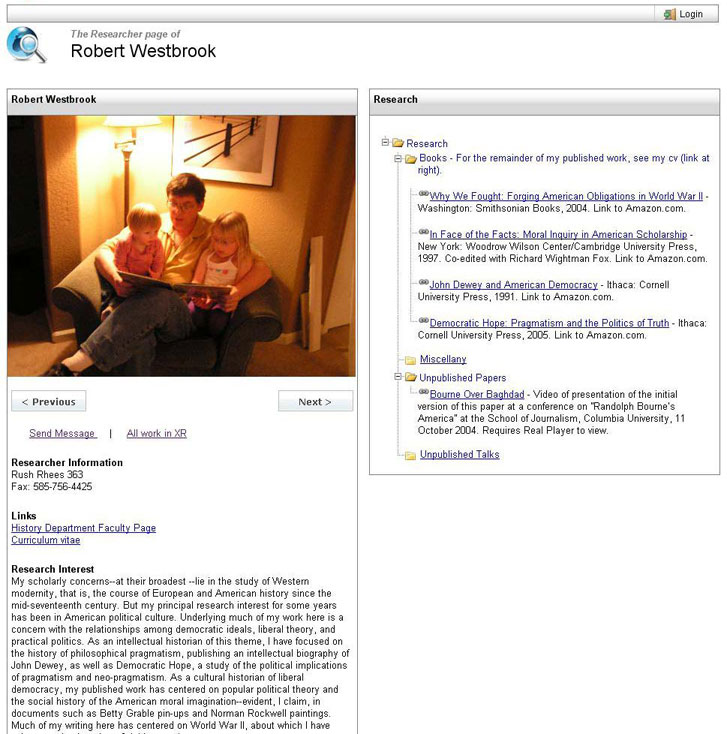 Login
The Researcher page of
Robert Westbrook
Robert Westbrook
< Previous
Next >
Send Message | All work in XR
Researcher Information
Rush Rhees 363
Fax: 585-756-4425
Links
History Department Faculty Page
Curriculum vitae
Research Interest
My scholarly concerns--at their broadest --lie in the study of Western
modernity, that is, the course of European and American history since the
mid-seventeenth century. But my principal research interest for some years
has been in American political culture. Underlying much of my work here is a
concern with the relationships among democratic ideals, liberal theory, and
practical politics. As an intellectual historian of this theme, I have focused on
the history of philosophical pragmatism, publishing an intellectual biography of
John Dewey, as well as Democratic Hope, a study of the political implications
of pragmatism and neo-pragmatism. As a cultural historian of liberal
democracy, my published work has centered on popular political theory and
the social history of the American moral imagination--evident, I claim, in
documents such as Betty Grable pin-ups and Norman Rockwell paintings.
Much of my writing here has centered on World War II, about which I have
Research
Research
Books - For the remainder of my published work, see my cv (link at
right).
Why We Fought: Forging American Obligations in World War II -
Washington: Smithsonian Books, 2004. Link to Amazon.com.
In Face of the Facts: Moral Inquiry in American Scholarship -
New York: Woodrow Wilson Center/Cambridge University Press,
1997. Co-edited with Richard Wightman Fox. Link to Amazon.com.
John Dewey and American Democracy - Ithaca: Cornell
University Press, 1991. Link to Amazon.com.
Democratic Hope: Pragmatism and the Politics of Truth - Ithaca:
Cornell University Press, 2005. Link to Amazon.com.
Miscellany
Unpublished Papers
Bourne Over Baghdad - Video of presentation of the initial
version of this paper at a conference on "Randolph Bourne's
America" at the School of Journalism, Columbia University, 11
October 2004. Requires Real Player to view.
Unpublished Talks